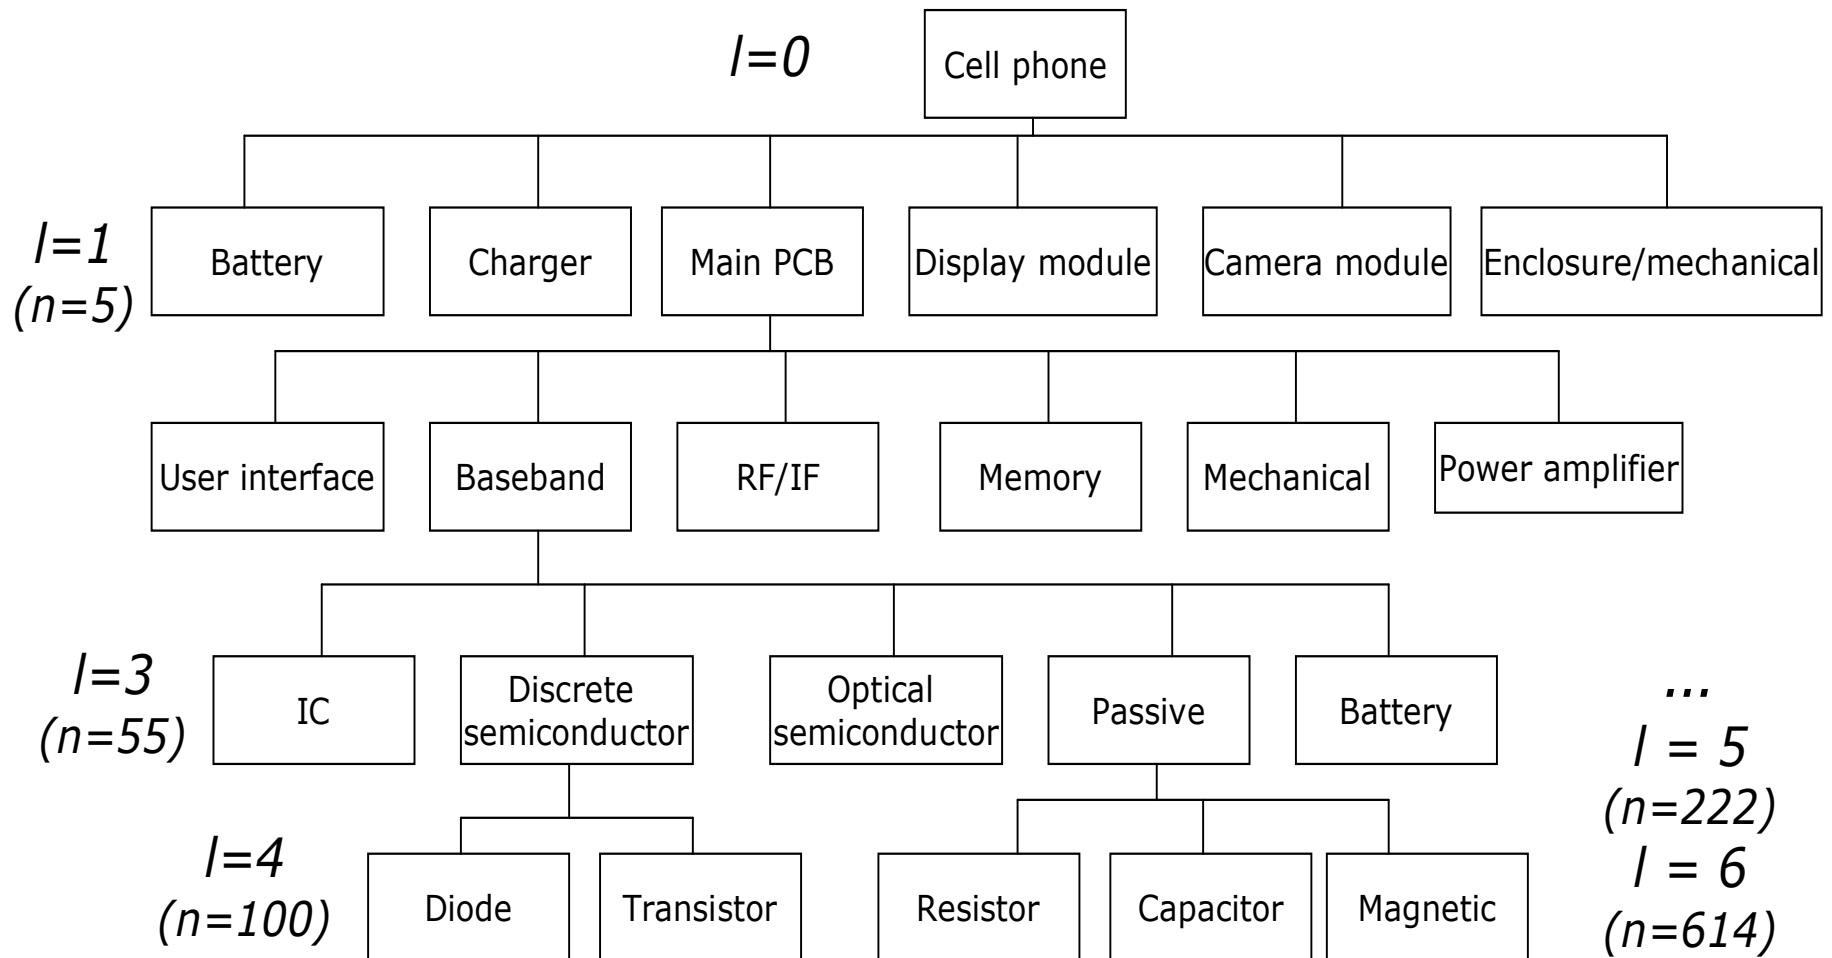 l=0
Cell phone
l=1
(n=5)
Battery
Charger
Main PCB
Display module
Camera module
Enclosure/mechanical
User interface
Baseband
RF/IF
Memory
Mechanical
Power amplifier
l=3
(n=55)
IC
Discrete
semiconductor
Optical
semiconductor
Passive
Battery
...
l = 5
(n=222)
l = 6
(n=614)
l=4
(n=100)
Diode
Transistor
Resistor
Capacitor
Magnetic